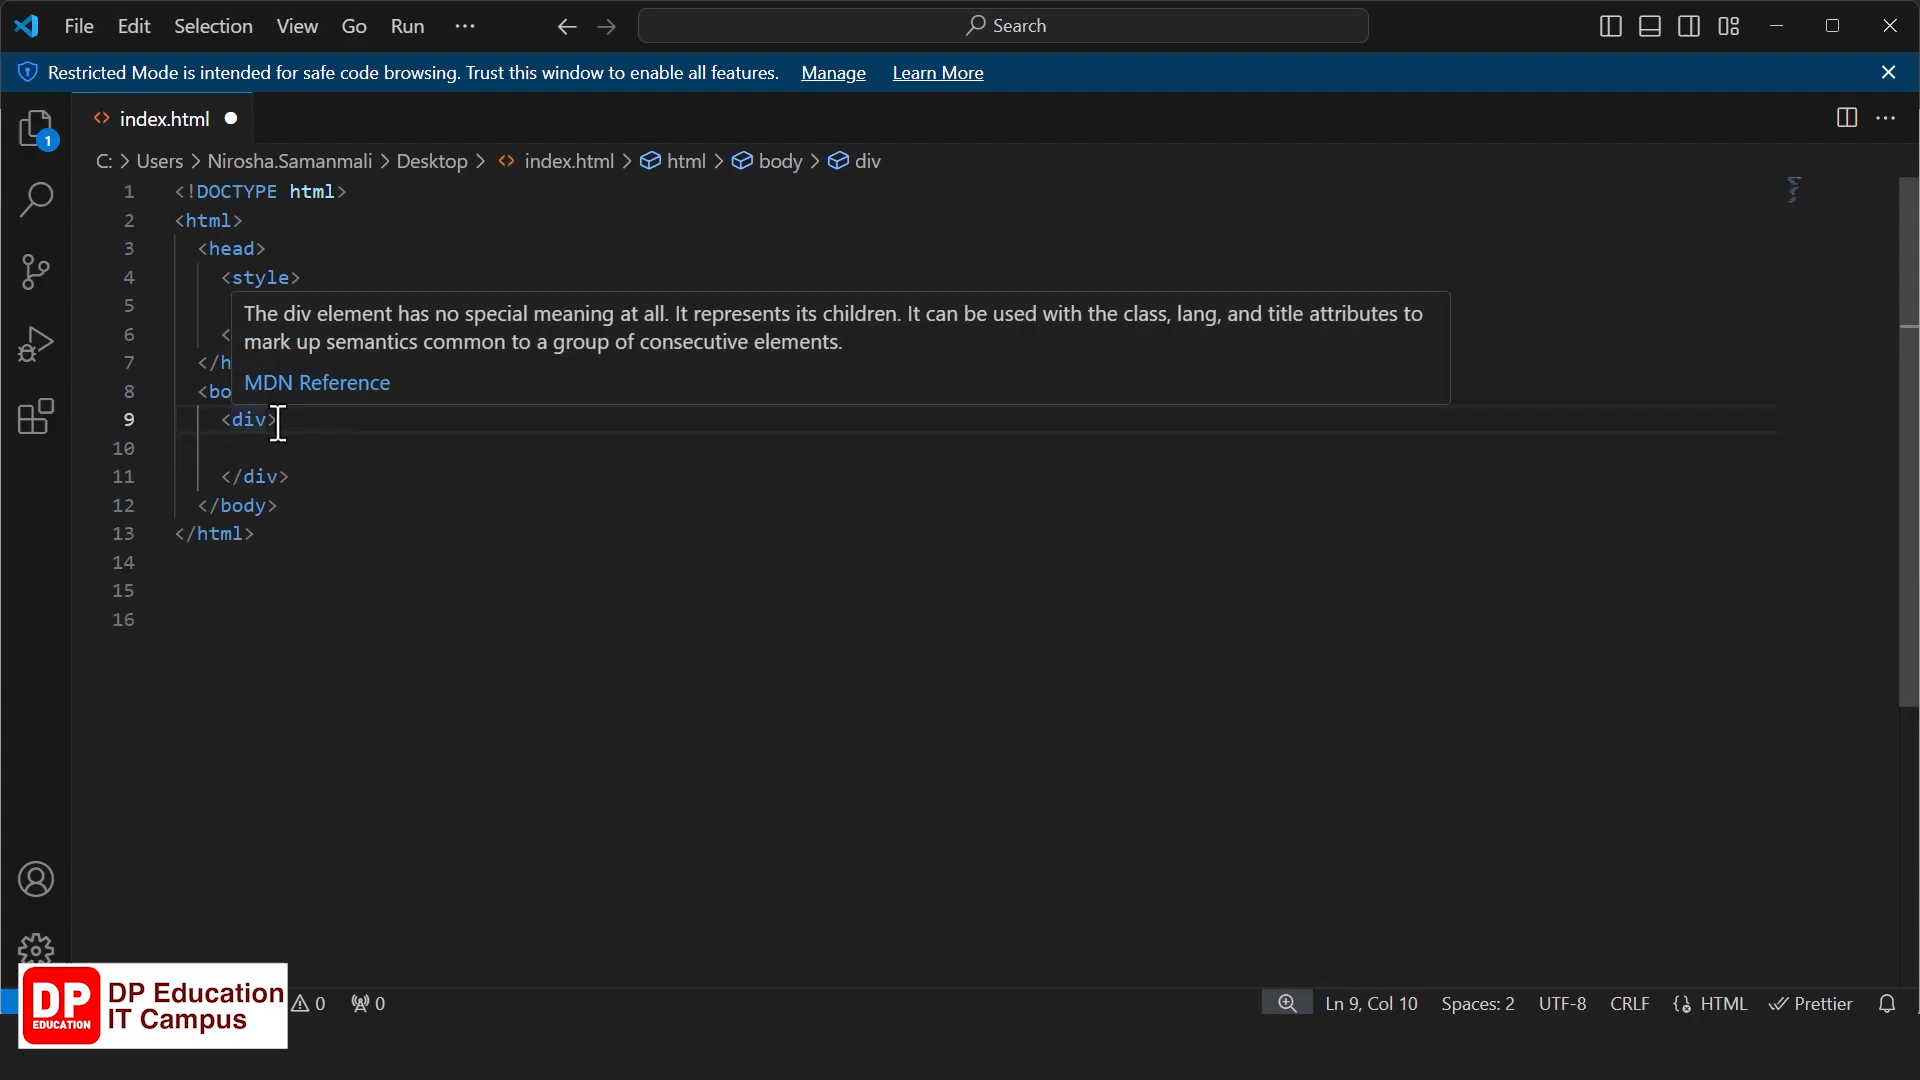 File Edit Selection View Go Run ··· Search
Restricted Mode is intended for safe code browsing. Trust this window to enable all features. Manage Learn More
index.html
1
C: > Users > Nirosha.Samanmali > Desktop > index.html > html > body > div
1 <!DOCTYPE html>
2 <html>
3 <head>
4 <style>
5
The div element has no special meaning at all. It represents its children. It can be used with the class, lang, and title attributes to
mark up semantics common to a group of consecutive elements.
MDN Reference
6 <
7 </h
8 <bo
9 <div>
10
11 </div>
12 </body>
13 </html>
14
15
16
DP EDUCATION
DP Education
IT Campus
0 0 Ln 9, Col 10 Spaces: 2 UTF-8 CRLF HTML Prettier